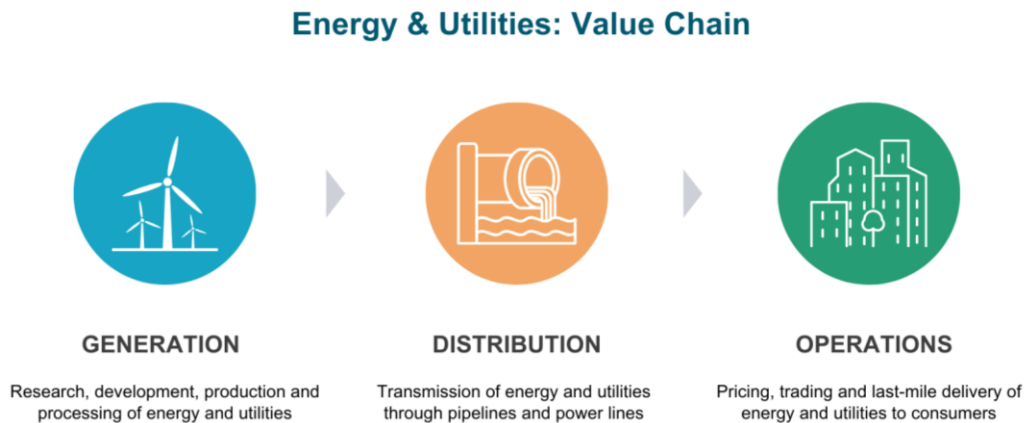 Energy & Utilities: Value Chain
GENERATION
Research, development, production and
processing of energy and utilities
DISTRIBUTION
Transmission of energy and utilities
through pipelines and power lines
OPERATIONS
Pricing, trading and last-mile delivery of
energy and utilities to consumers